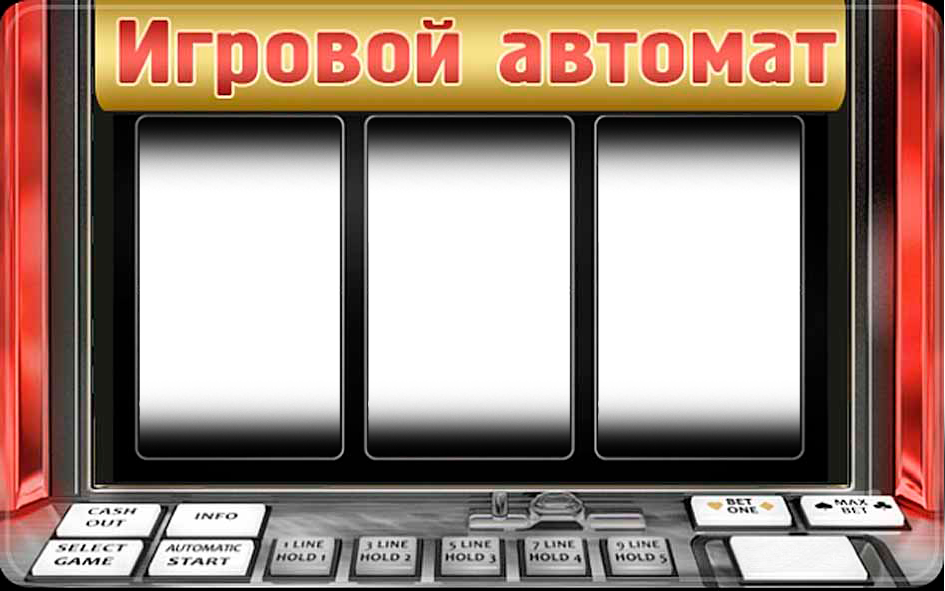 Игровой автомат
CASH
OUT
INFO
BET
ONE
MAX
BET
SELECT
GAME
AUTOMATIC
START
1 LINE
HOLD 1
3 LINE
HOLD 2
5 LINE
HOLD 3
7 LINE
HOLD 4
9 LINE
HOLD 5